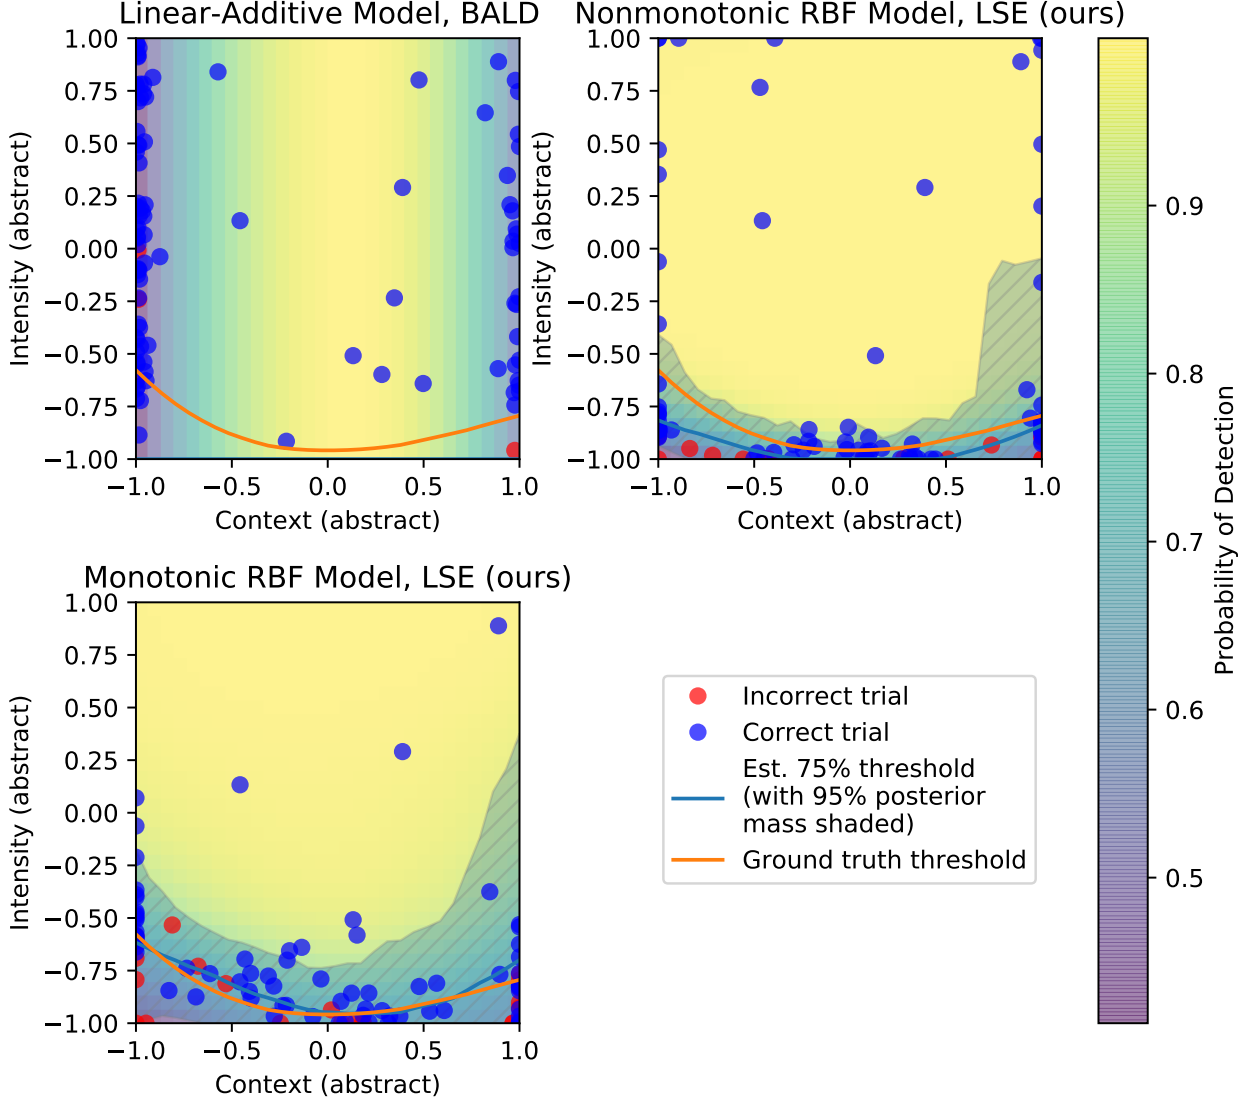 Linear-Additive Model, BALD
1.00
0.75
0.50
0.25
0.00
−0.25
−0.50
−0.75
−1.00
Intensity (abstract)
−1.0
−0.5
0.0
0.5
1.0
Context (abstract)
Nonmonotonic RBF Model, LSE (ours)
1.00
0.75
0.50
0.25
0.00
−0.25
−0.50
−0.75
−1.00
Intensity (abstract)
−1.0
−0.5
0.0
0.5
1.0
Context (abstract)
Monotonic RBF Model, LSE (ours)
1.00
0.75
0.50
0.25
0.00
−0.25
−0.50
−0.75
−1.00
Intensity (abstract)
−1.0
−0.5
0.0
0.5
1.0
Context (abstract)
Incorrect trial
Correct trial
Est. 75% threshold
(with 95% posterior
mass shaded)
Ground truth threshold
0.9
0.8
0.7
0.6
0.5
Probability of Detection